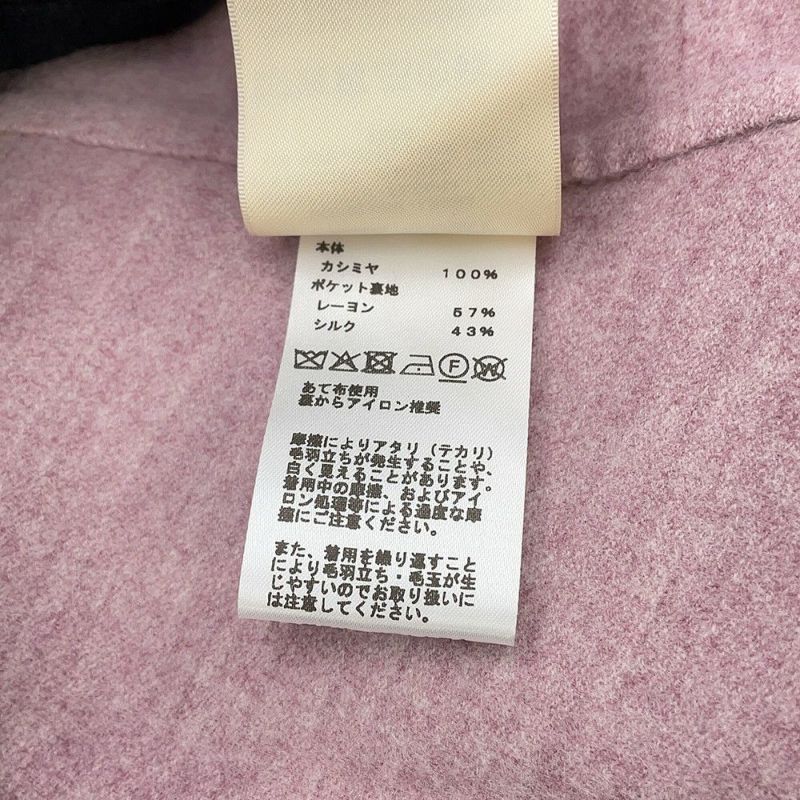 本体
カシミヤ 100%
ポケット裏地
レーヨン 57%
シルク 43%
F W
あて布使用
裏からアイロン推奨
摩擦によりアタリ（テカリ）
毛羽立ちが発生することや、
白く見えることがあります。
着用中の摩擦、およびアイ
ロン処理等による過度な摩
擦にご注意ください。
また、着用を繰り返すこと
により毛羽立ち・毛玉が生
じやすいのでお取り扱いに
は注意してください。